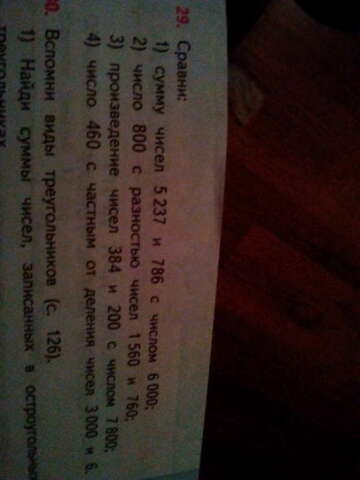 29. Сравни:
1) сумму чисел 5 237 и 786 с числом 6 000;
2) число 800 с разностью чисел 1 560 и 760;
3) произведение чисел 384 и 200 с числом 7 800;
4) число 460 с частным от деления чисел 3 000 и 6.
30. Вспомни виды треугольников (с. 126).
1) Найди суммы чисел, записанных в остроугольных
треугольниках